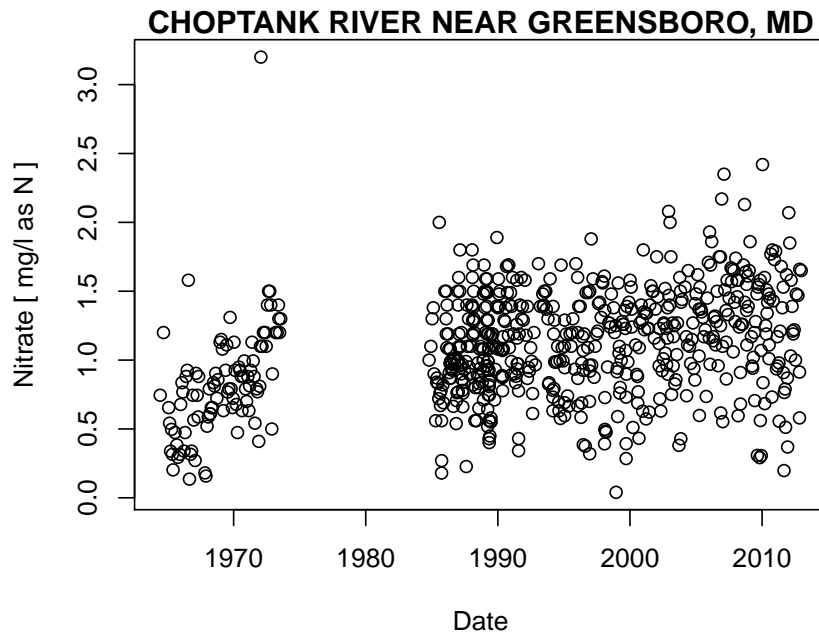 CHOPTANK RIVER NEAR GREENSBORO, MD
Nitrate [ mg/l as N ]
3.0
2.5
2.0
1.5
1.0
0.5
0.0
1970 1980 1990 2000 2010
Date